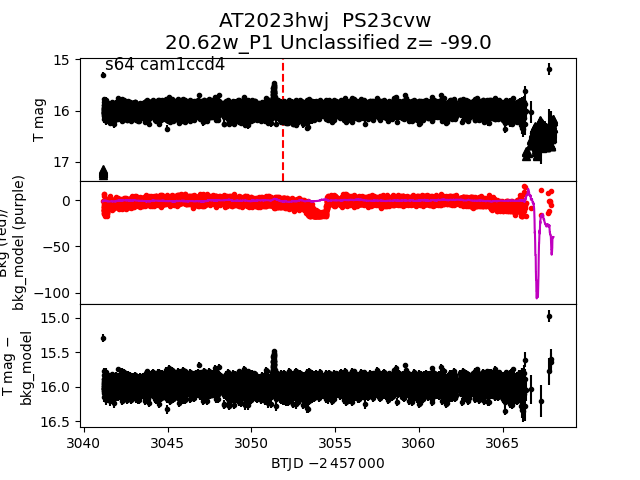 AT2023hwj  PS23cvw
20.62w_P1 Unclassified z= -99.0
s64 cam1ccd4
15
16
17
T mag
0
−50
−100
Bkg (red)/
bkg_model (purple)
15.0
15.5
16.0
16.5
T mag −
bkg_model
3040
3045
3050
3055
3060
3065
BTJD −2 457 000